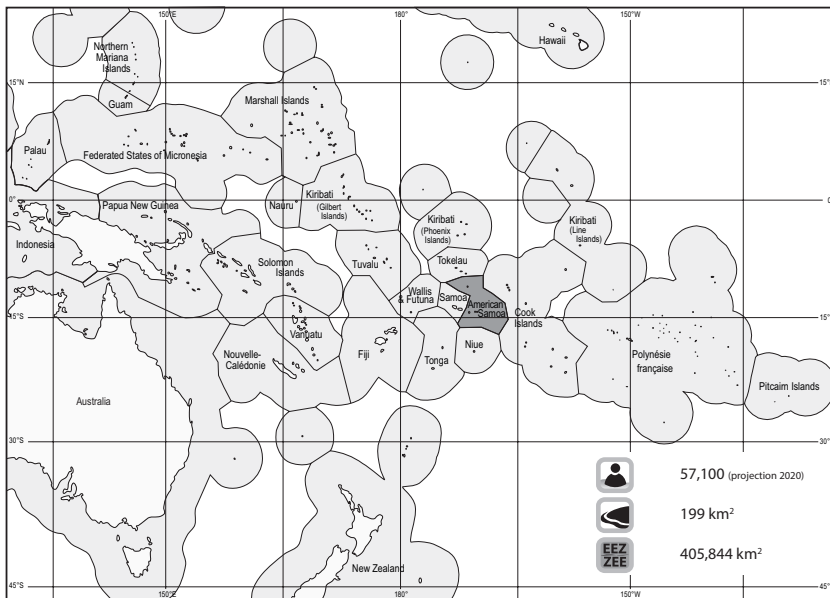 150°E
180°
150°W
Hawaii
Northern
Mariana
Islands
15°N
Guam
Marshall Islands
Palau
Federated States of Micronesia
0°
Papua New Guinea
Nauru
Kiribati
(Gilbert
Islands)
Kiribati
(Phoenix
Islands)
Kiribati
(Line
Islands)
Indonesia
Solomon
Islands
Tuvalu
Tokelau
Wallis
& Futuna
Samoa
American
Samoa
Cook
Islands
15°S
15°S
Vanuatu
Nouvelle-
Calédonie
Fiji
Tonga
Niue
Polynésie
française
Pitcairn Islands
Australia
30°S
30°S
57,100 (projection 2020)
199 km²
EEZ
ZEE
405,844 km²
New Zealand
45°S
45°S
150°E
180°
150°W